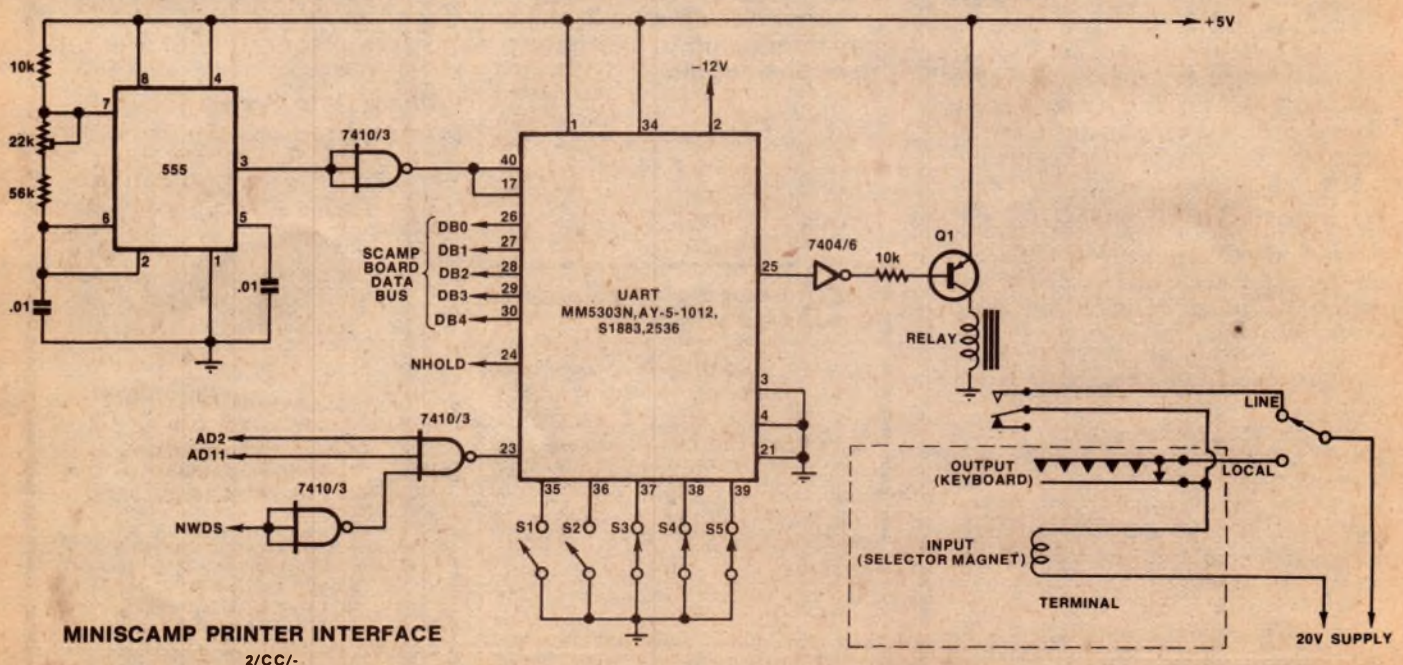 +5V
10k
8
4
-12V
7
1
34
2
22k
7410/3
555
3
40
17
56k
6
5
26
DB0
2
1
27
DB1
SCAMP
BOARD
DATA
BUS
28
DB2
29
DB3
30
DB4
.01
.01
UART
MM5303N,AY-5-1012,
S1883,2536
25
7404/6
10k
Q1
RELAY
NHOLD
24
3
4
21
7410/3
AD2
AD11
23
7410/3
NWDS
35
36
37
38
39
S1
S2
S3
S4
S5
LINE
LOCAL
OUTPUT
(KEYBOARD)
INPUT
(SELECTOR MAGNET)
TERMINAL
20V SUPPLY
MINISCAMP PRINTER INTERFACE
2/CC/-